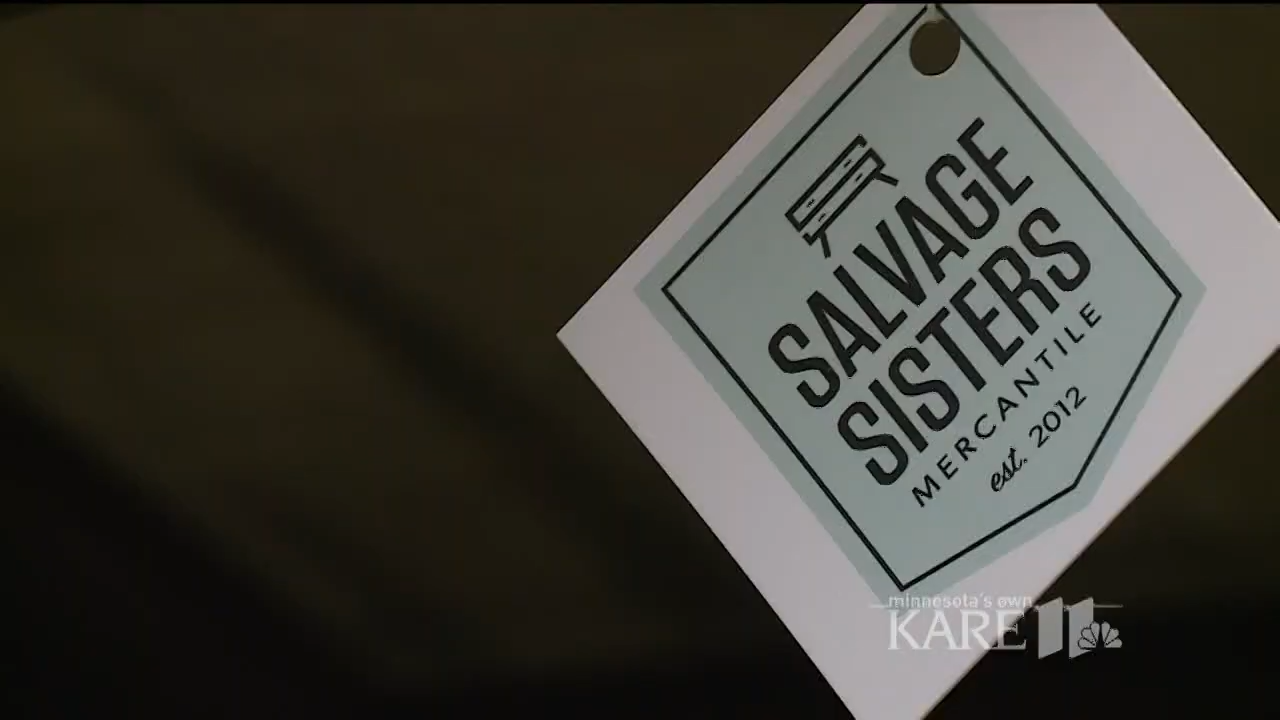 SALVAGE
SISTERS
MERCANTILE
est. 2012
minnesota's own
KARE 11